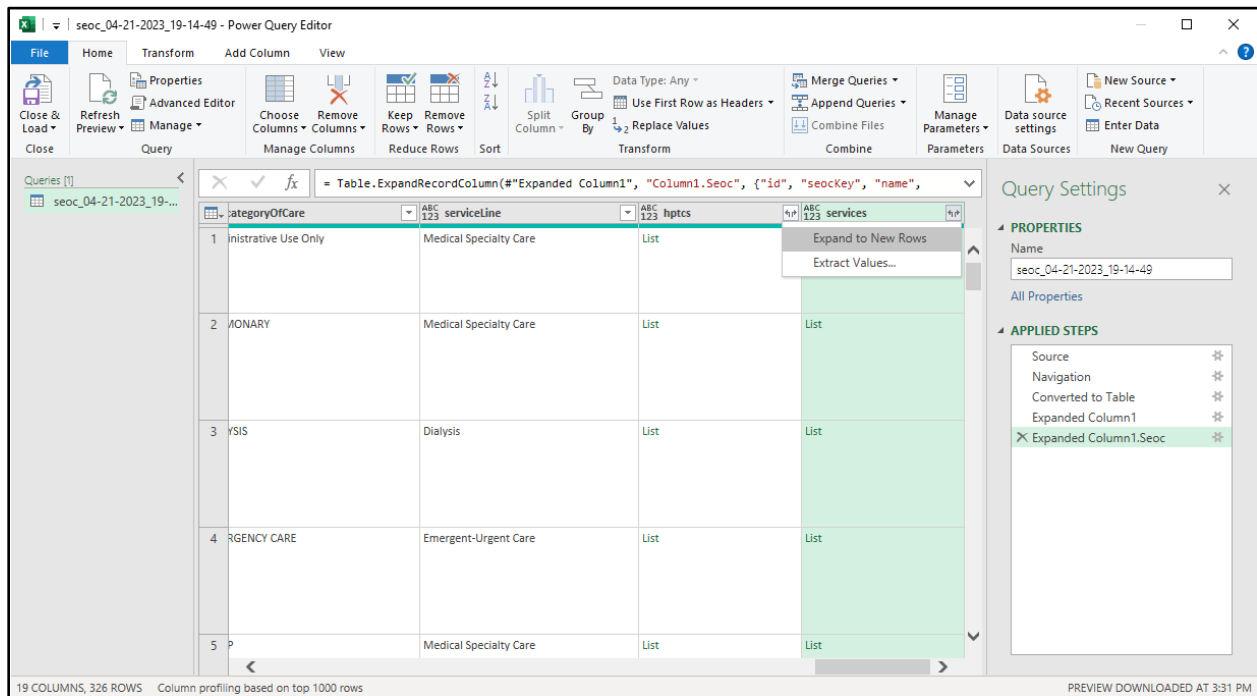 seoc_04-21-2023_19-14-49 - Power Query Editor
File Home Transform Add Column View
Close & Load
Refresh Preview
Properties
Advanced Editor
Manage
Choose Columns
Remove Columns
Keep Rows
Remove Rows
Split Column
Group By
Data Type: Any
Use First Row as Headers
Replace Values
Merge Queries
Append Queries
Combine Files
Manage Parameters
Data source settings
New Source
Recent Sources
Enter Data
Close Query Manage Columns Reduce Rows Sort Transform Combine Parameters Data Sources New Query
Queries [1]
seoc_04-21-2023_19-...
fx = Table.ExpandRecordColumn(#"Expanded Column1", "Column1.Seoc", {"id", "seocKey", "name",
:ategoryOfCare ABC 123 serviceLine ABC 123 hptcs ABC 123 services
Expand to New Rows
Extract Values...
1 inistrative Use Only Medical Specialty Care List
2 MONARY Medical Specialty Care List List
3 YSIS Dialysis List List
4 RGENCY CARE Emergent-Urgent Care List List
5 P Medical Specialty Care List List
Query Settings
PROPERTIES
Name
seoc_04-21-2023_19-14-49
All Properties
APPLIED STEPS
Source
Navigation
Converted to Table
Expanded Column1
Expanded Column1.Seoc
19 COLUMNS, 326 ROWS Column profiling based on top 1000 rows PREVIEW DOWNLOADED AT 3:31 PM